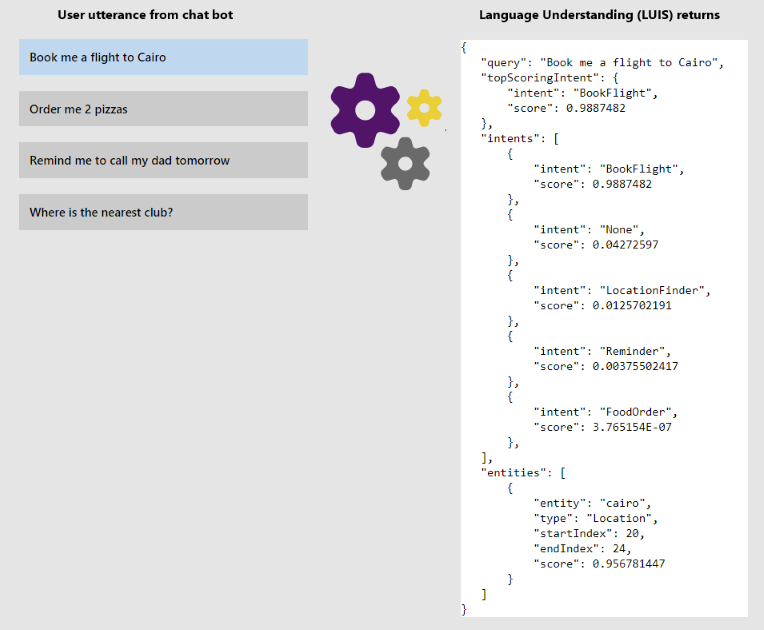 User utterance from chat bot
Book me a flight to Cairo
Order me 2 pizzas
Remind me to call my dad tomorrow
Where is the nearest club?
Language Understanding (LUIS) returns
{
"query": "Book me a flight to Cairo",
"topScoringIntent": {
"intent": "BookFlight",
"score": 0.9887482
},
"intents": [
{
"intent": "BookFlight",
"score": 0.9887482
},
{
"intent": "None",
"score": 0.04272597
},
{
"intent": "LocationFinder",
"score": 0.0125702191
},
{
"intent": "Reminder",
"score": 0.00375502417
},
{
"intent": "FoodOrder",
"score": 3.765154E-07
},
],
"entities": [
{
"entity": "cairo",
"type": "Location",
"startIndex": 20,
"endIndex": 24,
"score": 0.956781447
}
]
}